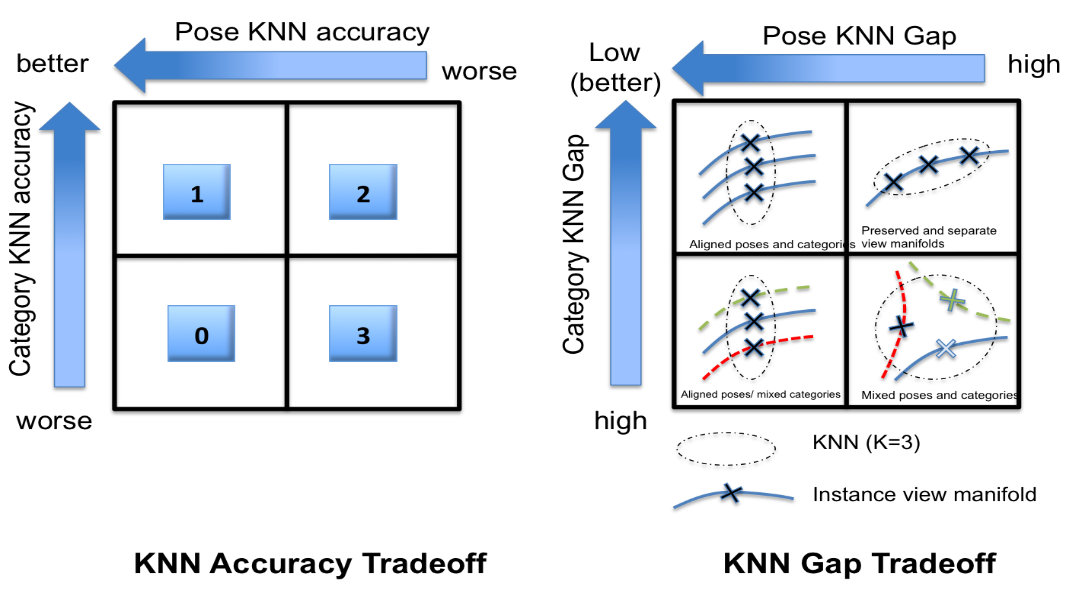 Pose KNN accuracy
better
worse
Category KNN accuracy
1
2
0
3
worse
KNN Accuracy Tradeoff
Pose KNN Gap
Low
(better)
high
Category KNN Gap
Aligned poses and categories
Preserved and separate
view manifolds
Aligned poses/ mixed categories
Mixed poses and categories
high
KNN (K=3)
Instance view manifold
KNN Gap Tradeoff